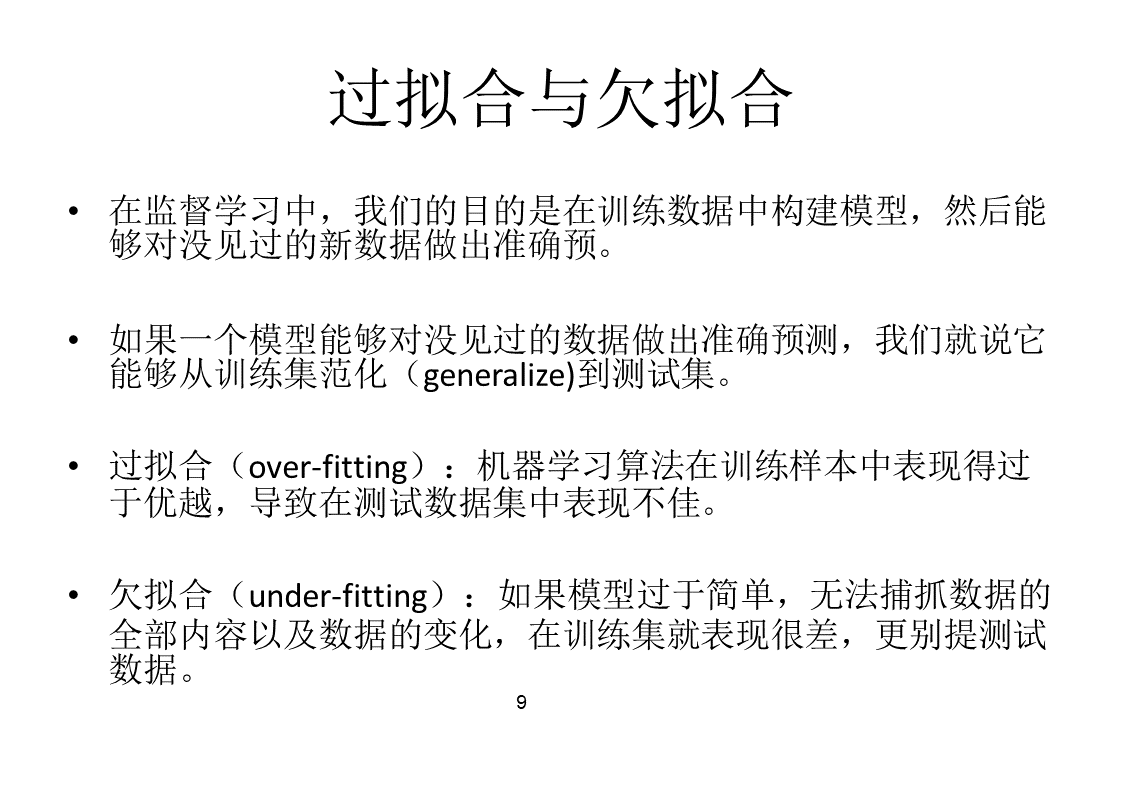 过拟合与欠拟合
• 在监督学习中，我们的目的是在训练数据中构建模型，然后能
够对没见过的新数据做出准确预。
• 如果一个模型能够对没见过的数据做出准确预测，我们就说它
能够从训练集范化（generalize)到测试集。
• 过拟合（over-fitting）：机器学习算法在训练样本中表现得过
于优越，导致在测试数据集中表现不佳。
• 欠拟合（under-fitting）：如果模型过于简单，无法捕抓数据的
全部内容以及数据的变化，在训练集就表现很差，更别提测试
数据。
9